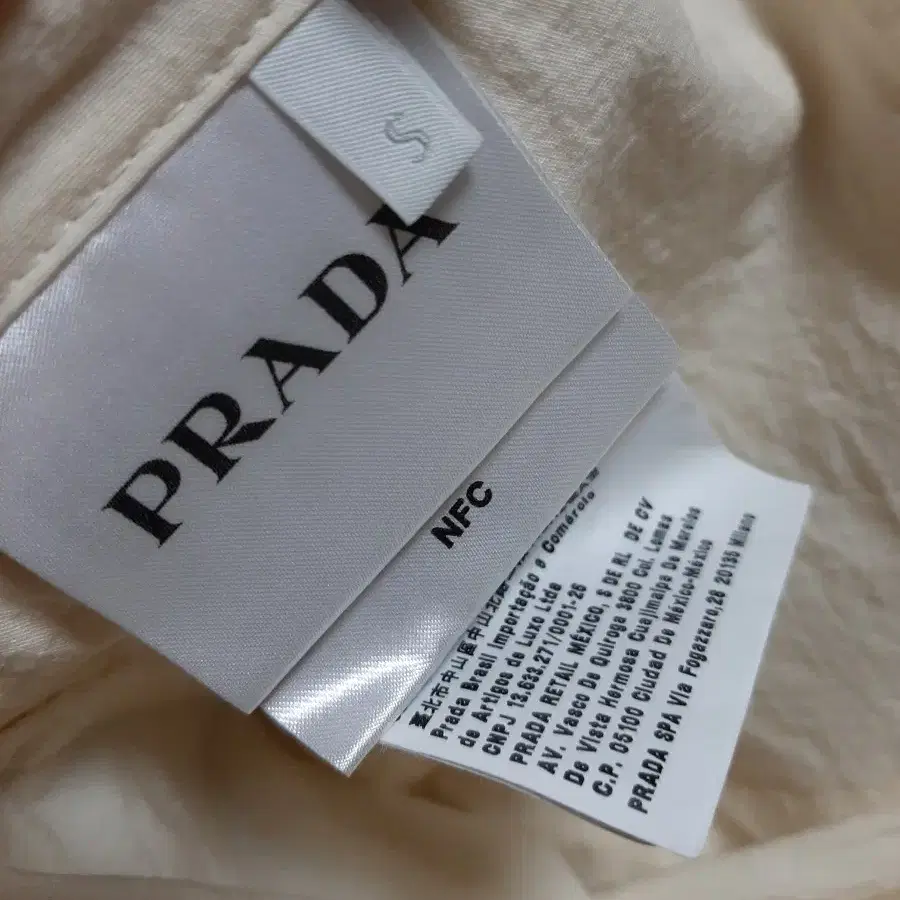 S
PRADA
NFC
臺北市中山區中山北路
Prada Brasil Importação e Comércio
de Artigos de Luxo Ltda
CNPJ 13.633.271/0001-26
PRADA RETAIL MÉXICO, S DE RL DE CV
AV. Vasco De Quiroga 3800 Col. Lomas
De Vista Hermosa Cuajimalpa De Morelos
C.P. 05100 Ciudad De México-México
PRADA SPA Via Fogazzaro,28 20135 Milano